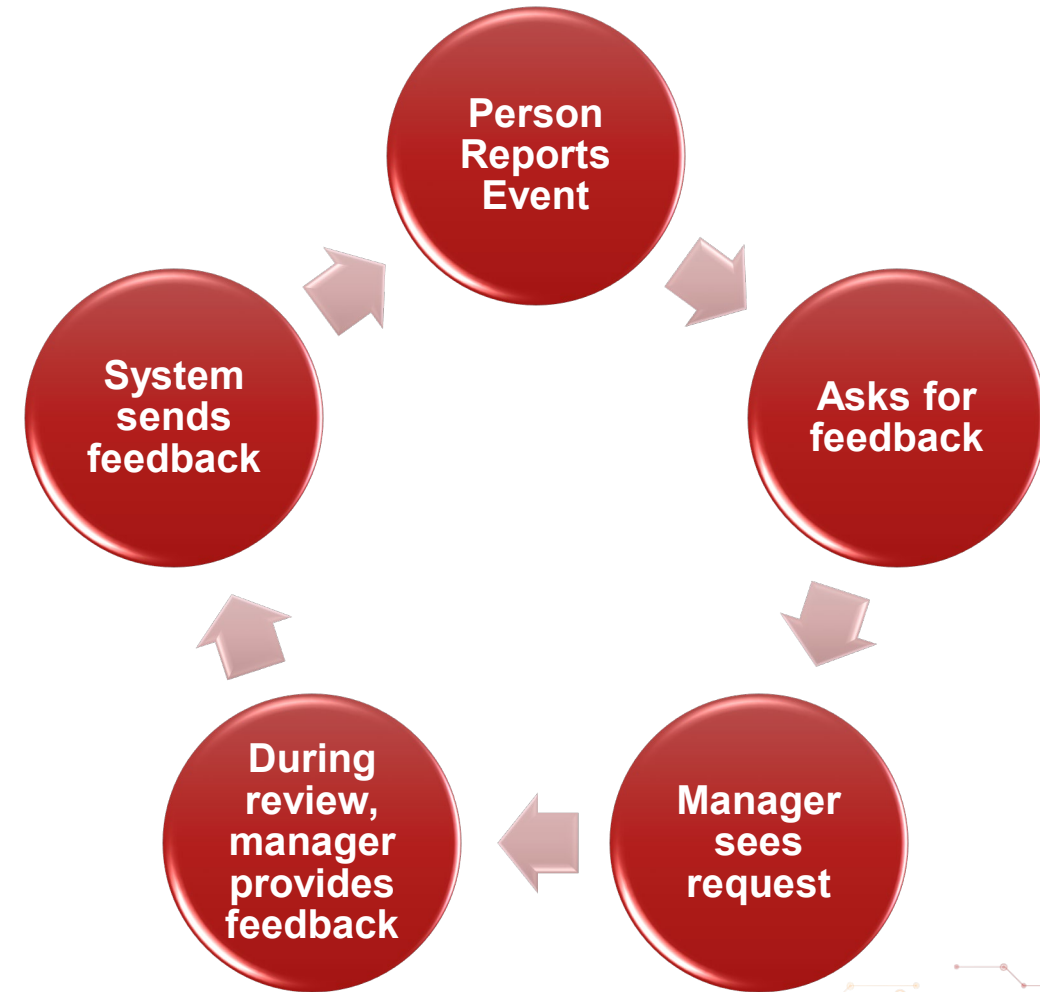 Person
Reports
Event
Asks for
feedback
Manager
sees
request
During
review,
manager
provides
feedback
System
sends
feedback